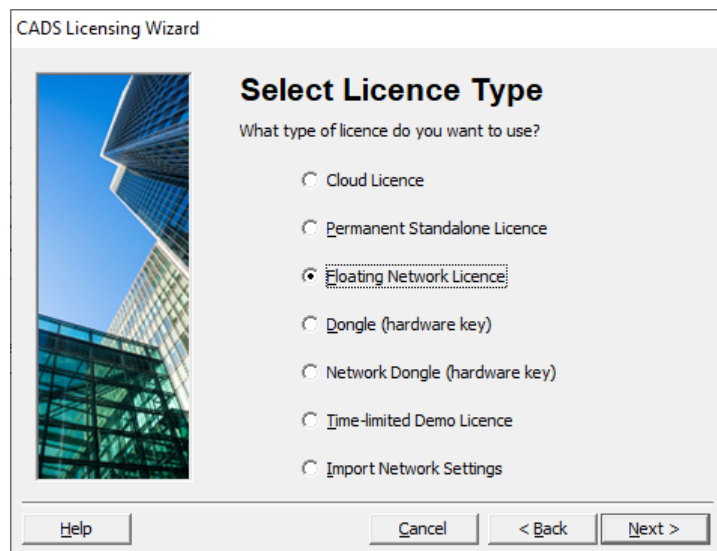 CADS Licensing Wizard
Select Licence Type
What type of licence do you want to use?
Cloud Licence
Permanent Standalone Licence
Floating Network Licence
Dongle (hardware key)
Network Dongle (hardware key)
Time-limited Demo Licence
Import Network Settings
Help
Cancel
< Back
Next >